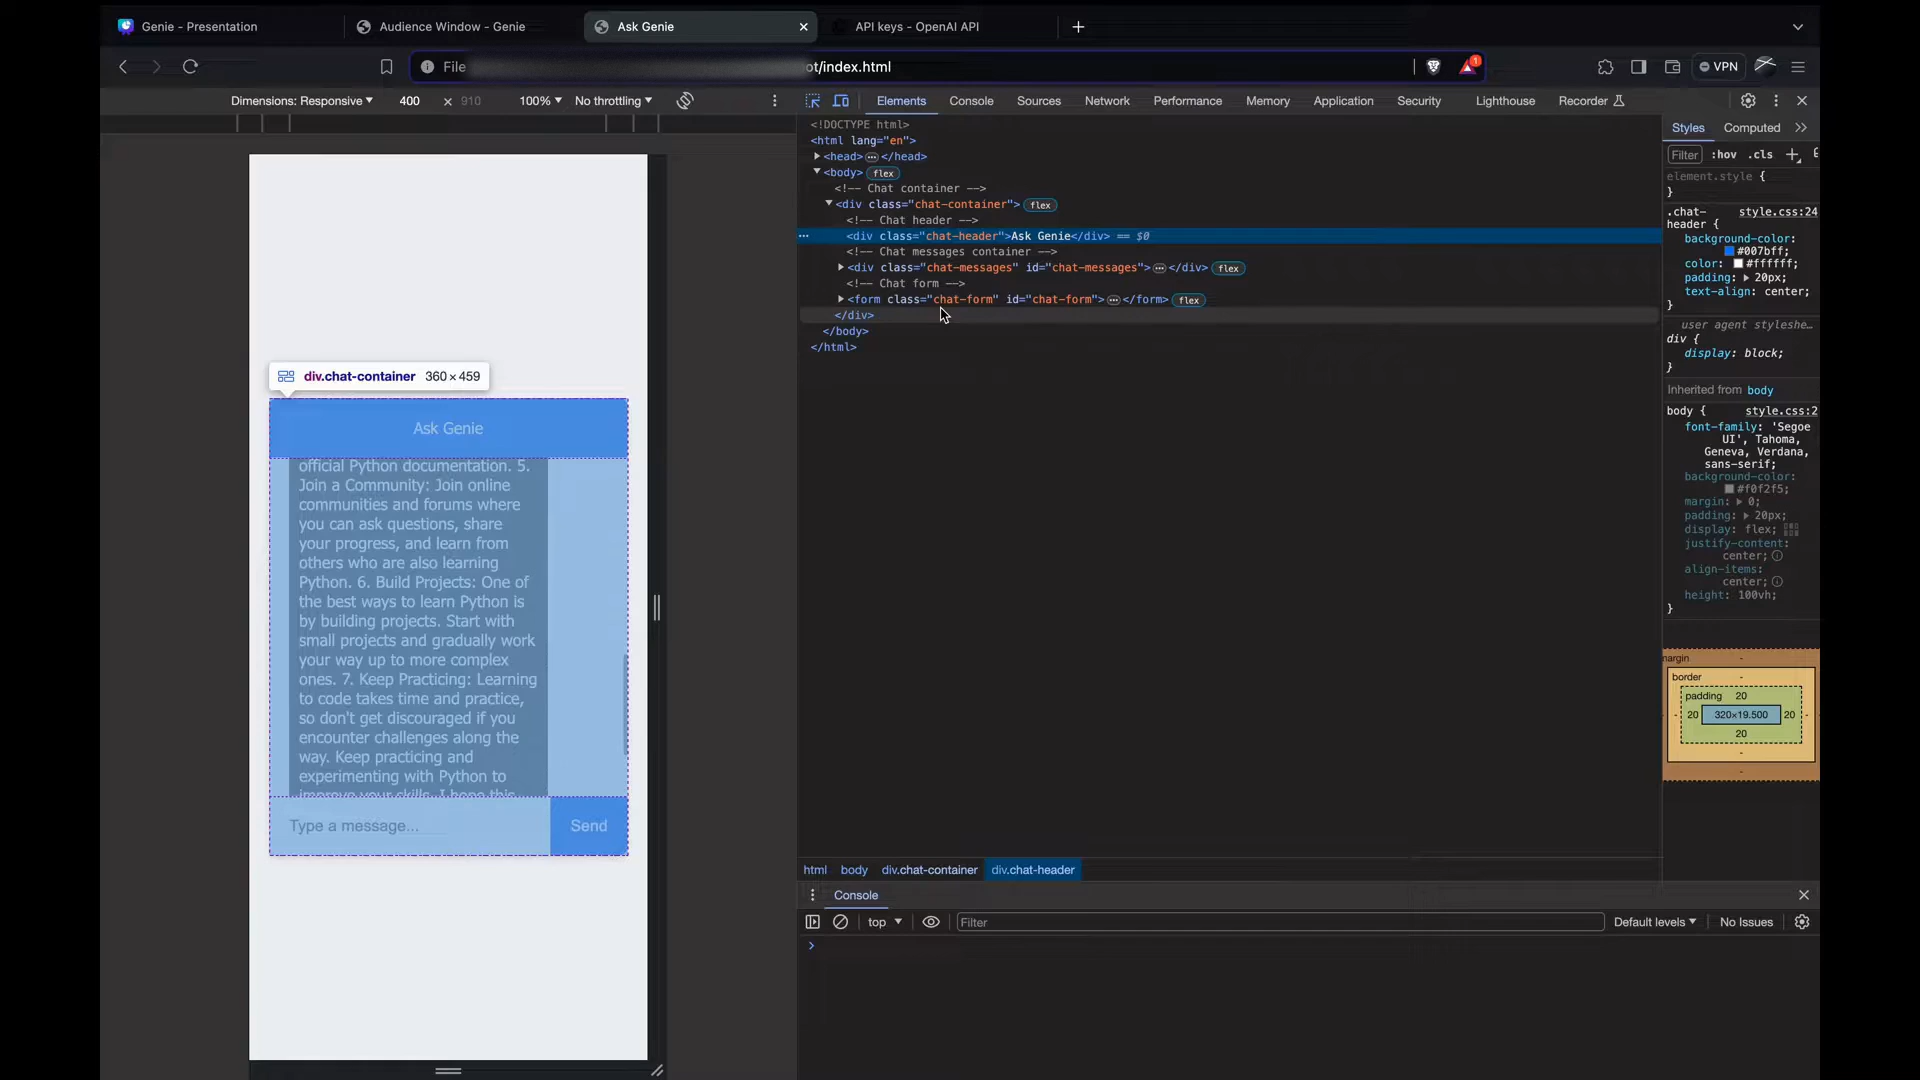 Genie - Presentation
Audience Window - Genie
Ask Genie
API keys - OpenAI API
File
ot/index.html
1
VPN
Dimensions: Responsive
400
×
910
100%
No throttling
Elements
Console
Sources
Network
Performance
Memory
Application
Security
Lighthouse
Recorder
<!DOCTYPE html>
<html lang="en">
<head> </head>
<body> flex
<!-- Chat container -->
<div class="chat-container"> flex
<!-- Chat header -->
<div class="chat-header">Ask Genie</div> == $0
<!-- Chat messages container -->
<div class="chat-messages" id="chat-messages"> </div> flex
<!-- Chat form -->
<form class="chat-form" id="chat-form"> </form> flex
</div>
</body>
</html>
div.chat-container 360 × 459
Ask Genie
official Python documentation. 5.
Join a Community: Join online
communities and forums where
you can ask questions, share
your progress, and learn from
others who are also learning
Python. 6. Build Projects: One of
the best ways to learn Python is
by building projects. Start with
small projects and gradually work
your way up to more complex
ones. 7. Keep Practicing: Learning
to code takes time and practice,
so don't get discouraged if you
encounter challenges along the
way. Keep practicing and
experimenting with Python to
improve your skills. I hope this
Type a message...
Send
Styles
Computed
Filter
:hov
.cls
element.style {
}
.chat- style.css:24
header {
background-color:
#007bff;
color: #ffffff;
padding: 20px;
text-align: center;
}
user agent styleshe…
div {
display: block;
}
Inherited from body
body { style.css:2
font-family: 'Segoe
UI', Tahoma,
Geneva, Verdana,
sans-serif;
background-color:
#f0f2f5;
margin: 0;
padding: 20px;
display: flex;
justify-content:
center;
align-items:
center;
height: 100vh;
}
margin -
border -
padding 20
- 20 320×19.500 20 -
20
-
-
html
body
div.chat-container
div.chat-header
Console
top
Filter
Default levels
No Issues